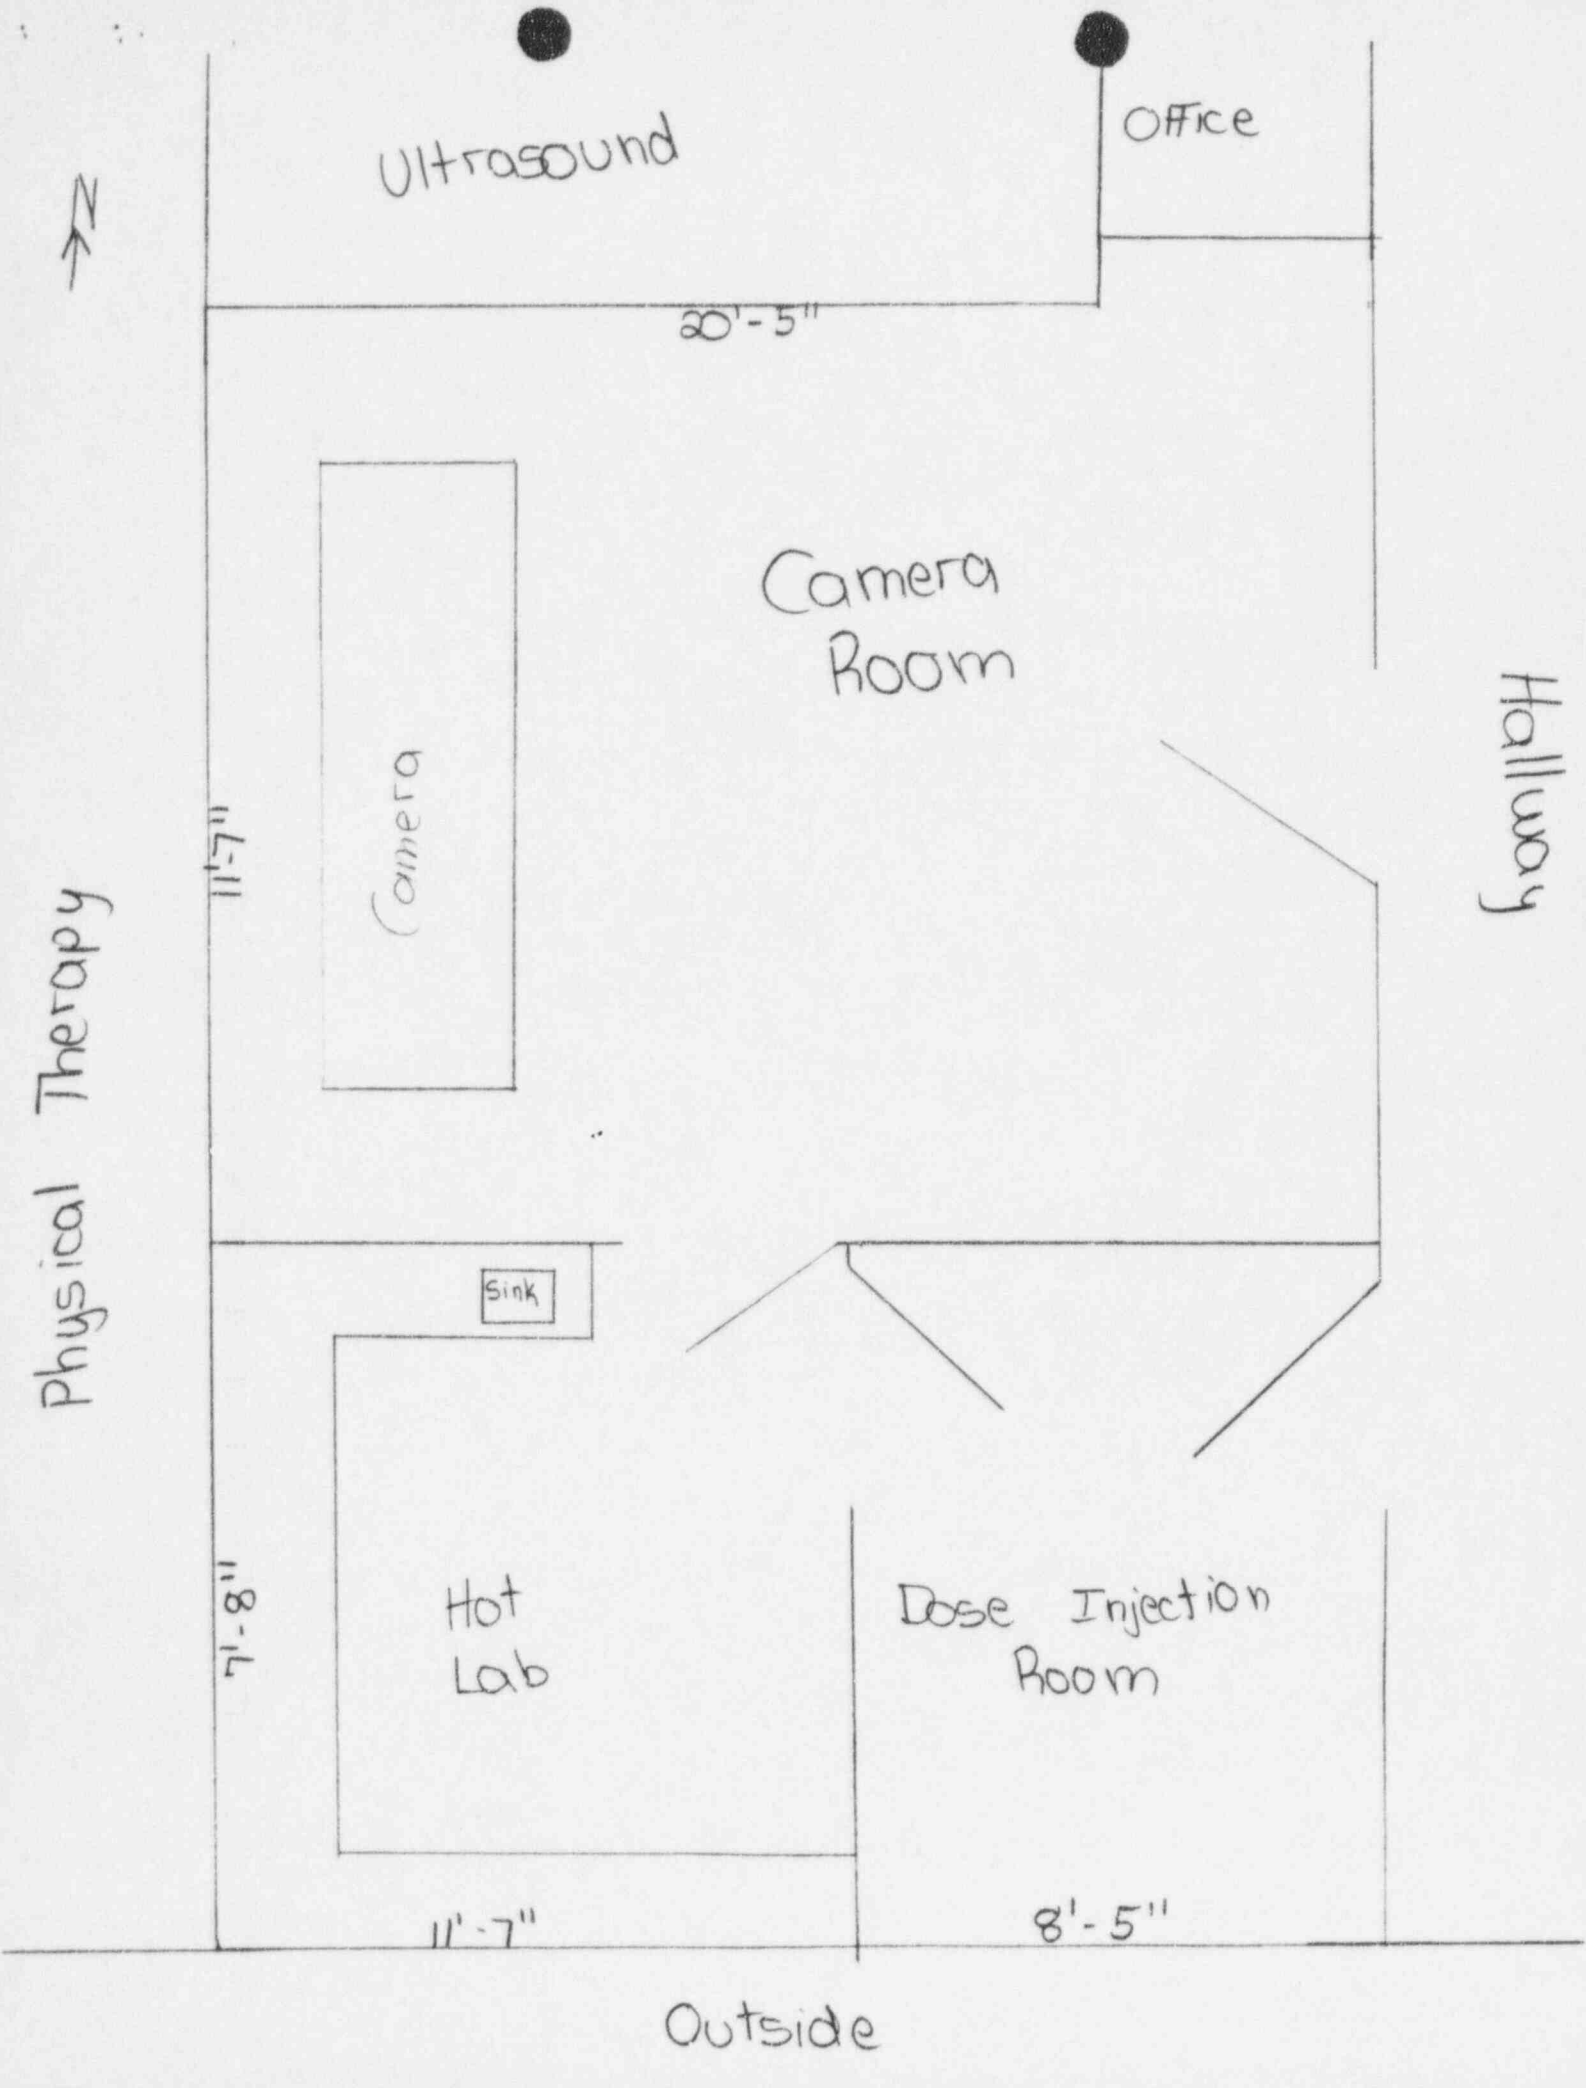 Office
Ultrasound
N
20'-5"
Camera
Room
Hallway
Camera
11'-7"
Physical Therapy
Sink
Hot
Lab
Dose Injection
Room
7'-8"
11'-7"
8'-5"
Outside